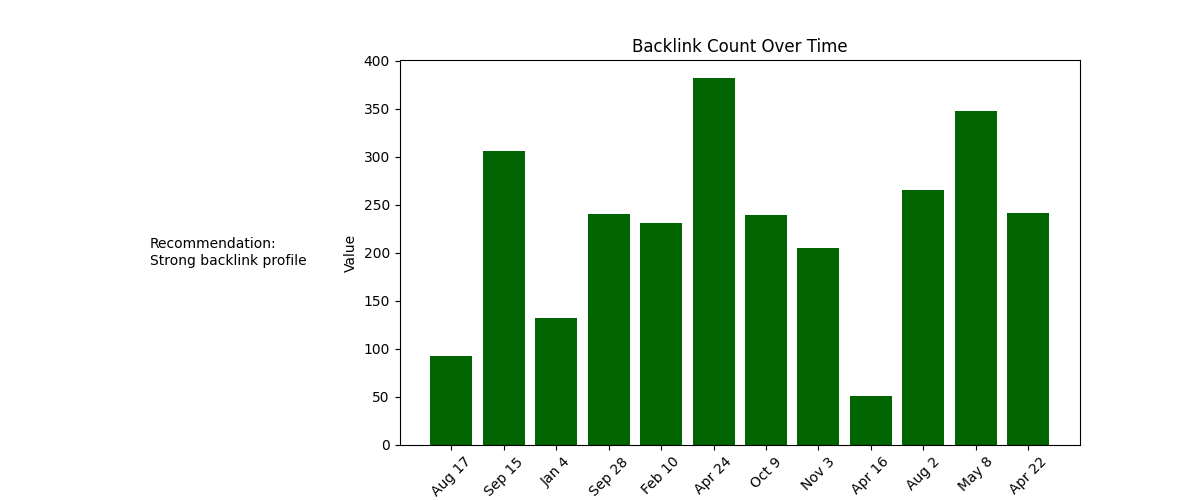 Backlink Count Over Time
Recommendation:
Strong backlink profile
Value
400
350
300
250
200
150
100
50
0
Aug 17
Sep 15
Jan 4
Sep 28
Feb 10
Apr 24
Oct 9
Nov 3
Apr 16
Aug 2
May 8
Apr 22